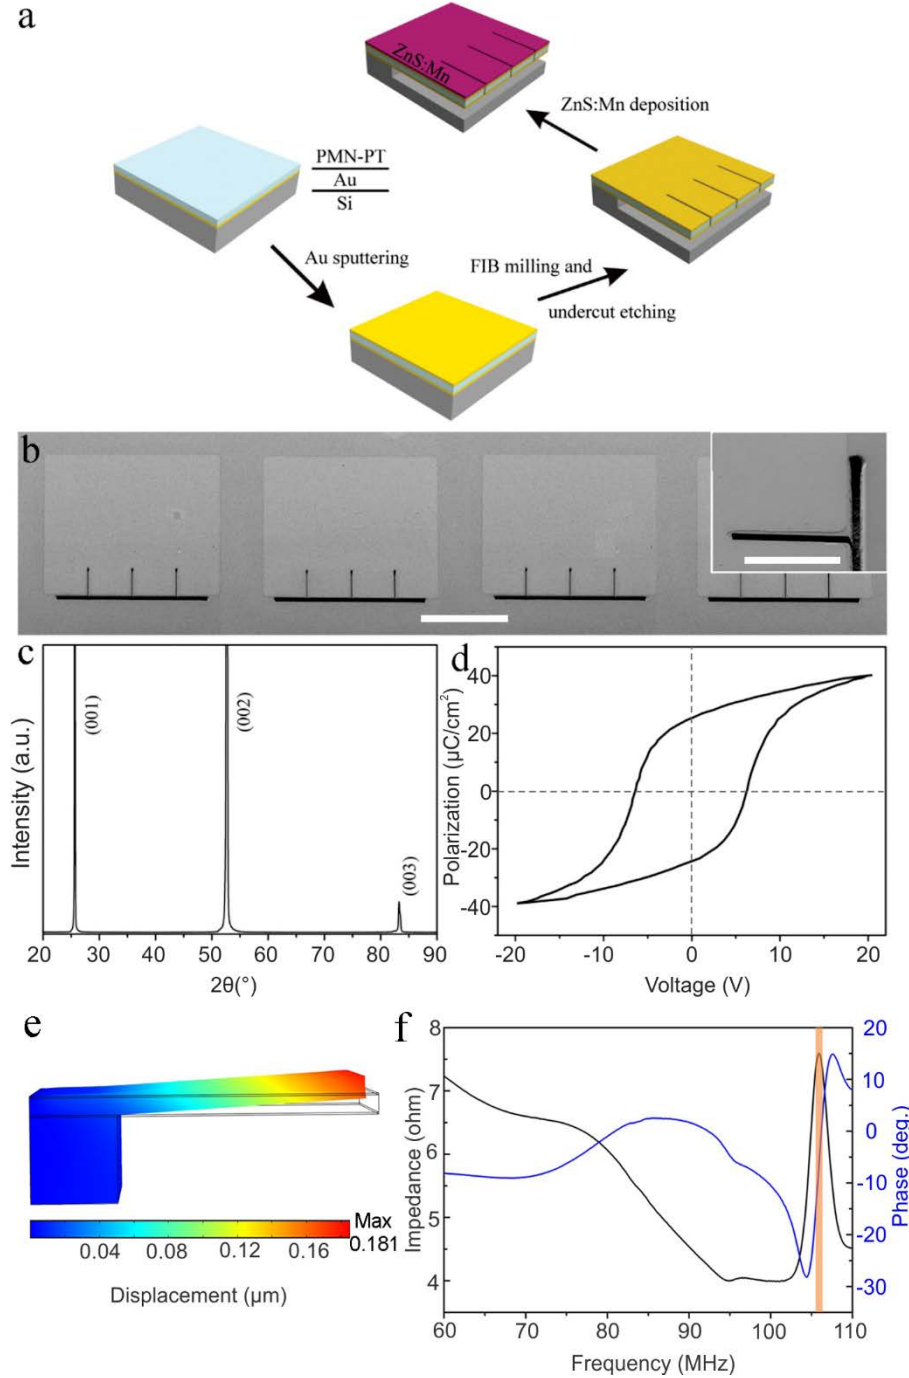 a
ZnS:Mn
ZnS:Mn deposition
PMN-PT
Au
Si
Au sputtering
FIB milling and
undercut etching
b
c
(001)
(002)
(003)
Intensity (a.u.)
20 30 40 50 60 70 80 90
2θ(°)
d
40
20
0
-20
-40
Polarization (μC/cm²)
-20 -10 0 10 20
Voltage (V)
e
Max
0.04 0.08 0.12 0.16 0.181
Displacement (μm)
f
8
7
6
5
4
Impedance (ohm)
20
10
0
-10
-20
-30
Phase (deg.)
60 70 80 90 100 110
Frequency (MHz)